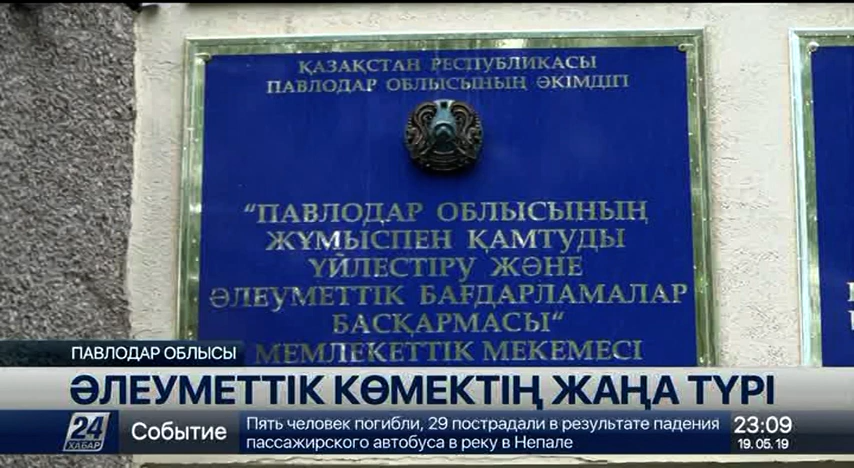 ҚАЗАҚСТАН РЕСПУБЛИКАСЫ
ПАВЛОДАР ОБЛЫСЫНЫҢ ӘКІМДІГІ
“ПАВЛОДАР ОБЛЫСЫНЫҢ
ЖҰМЫСПЕН ҚАМТУДЫ
ҮЙЛЕСТІРУ ЖӘНЕ
ӘЛЕУМЕТТІК БАҒДАРЛАМАЛАР
БАСҚАРМАСЫ“
МЕМЛЕКЕТТІК МЕКЕМЕСІ
ПАВЛОДАР ОБЛЫСЫ
ӘЛЕУМЕТТІК КӨМЕКТІҢ ЖАҢА ТҮРІ
24
ХАБАР
Событие
Пять человек погибли, 29 пострадали в результате падения
пассажирского автобуса в реку в Непале
23:09
19.05.19